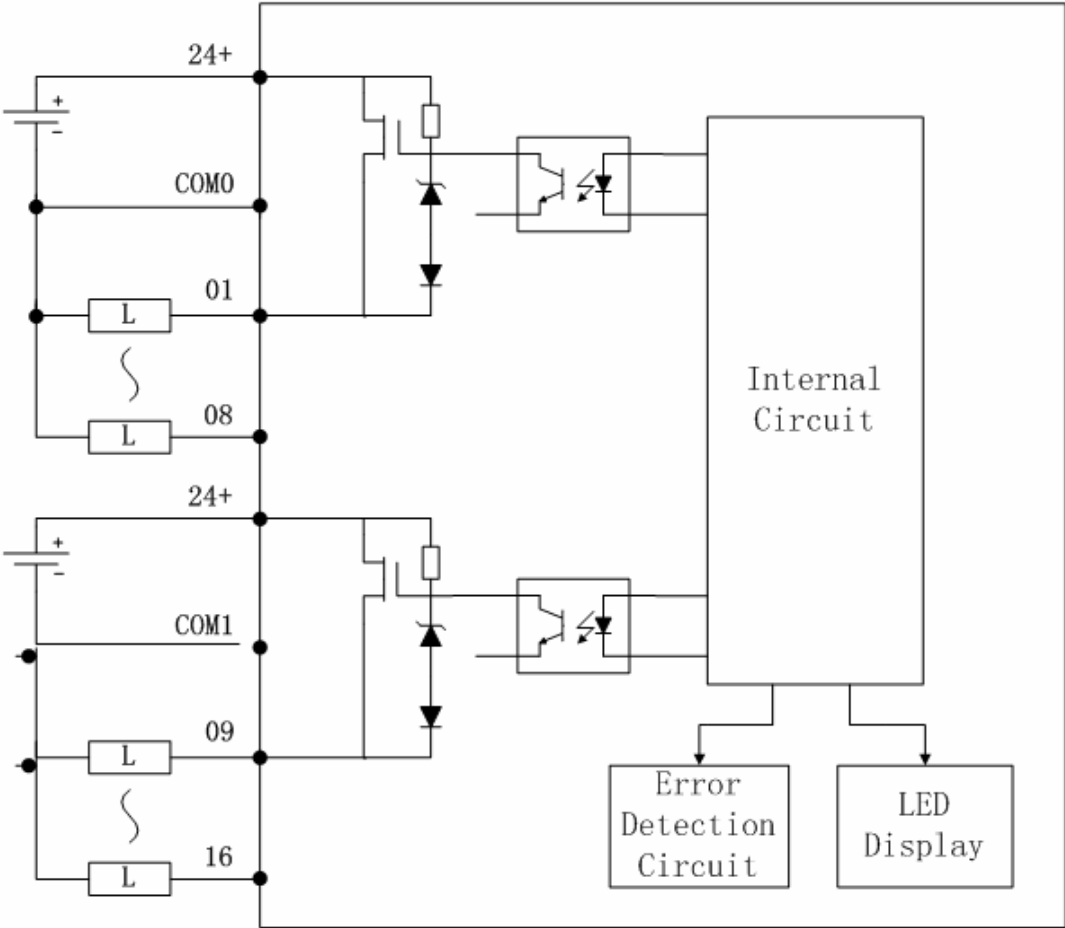 24+
+
-
COM0
01
L
08
L
24+
+
-
COM1
09
L
16
L
Internal
Circuit
Error
Detection
Circuit
LED
Display